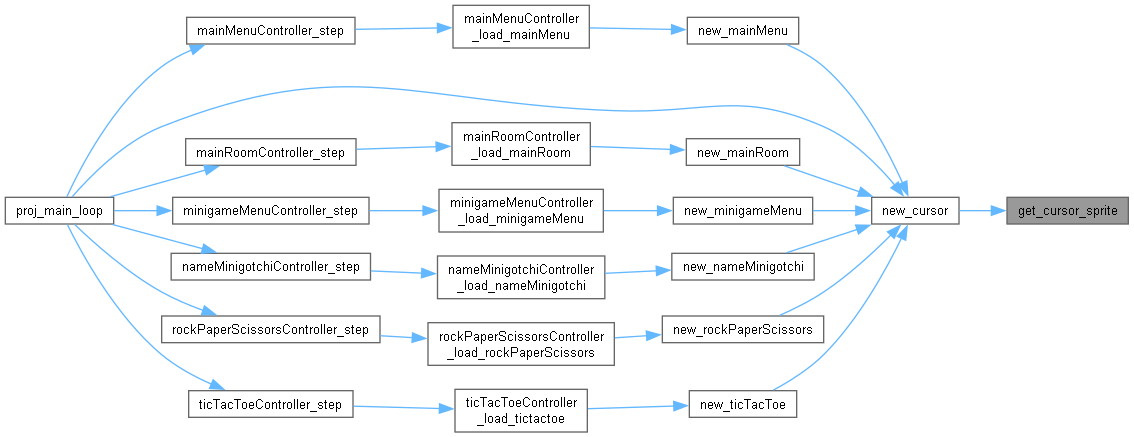 mainMenuController_step
mainMenuController
_load_mainMenu
new_mainMenu
mainRoomController_step
mainRoomController
_load_mainRoom
new_mainRoom
proj_main_loop
minigameMenuController_step
minigameMenuController
_load_minigameMenu
new_minigameMenu
new_cursor
get_cursor_sprite
nameMinigotchiController_step
nameMinigotchiController
_load_nameMinigotchi
new_nameMinigotchi
rockPaperScissorsController_step
rockPaperScissorsController
_load_rockPaperScissors
new_rockPaperScissors
ticTacToeController_step
ticTacToeController
_load_tictactoe
new_ticTacToe